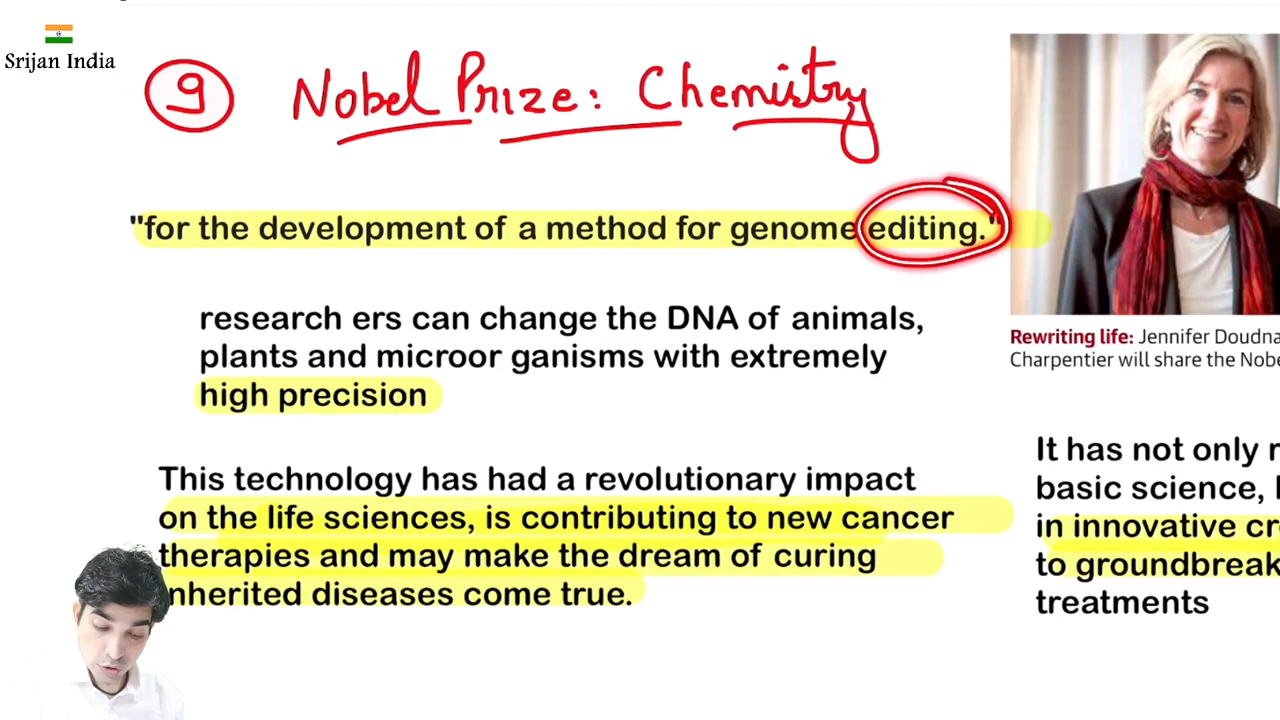 Srijan India
9 Nobel Prize: Chemistry
"for the development of a method for genome editing."
research ers can change the DNA of animals,
plants and microor ganisms with extremely
high precision
This technology has had a revolutionary impact
on the life sciences, is contributing to new cancer
therapies and may make the dream of curing
inherited diseases come true.
Rewriting life: Jennifer Doudna
Charpentier will share the Nobe
It has not only r
basic science,
in innovative cr
to groundbreak
treatments